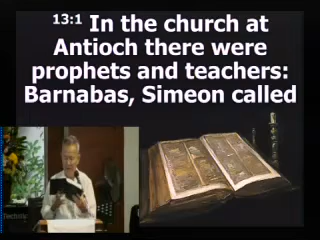 13:1 In the church at
Antioch there were
prophets and teachers:
Barnabas, Simeon called